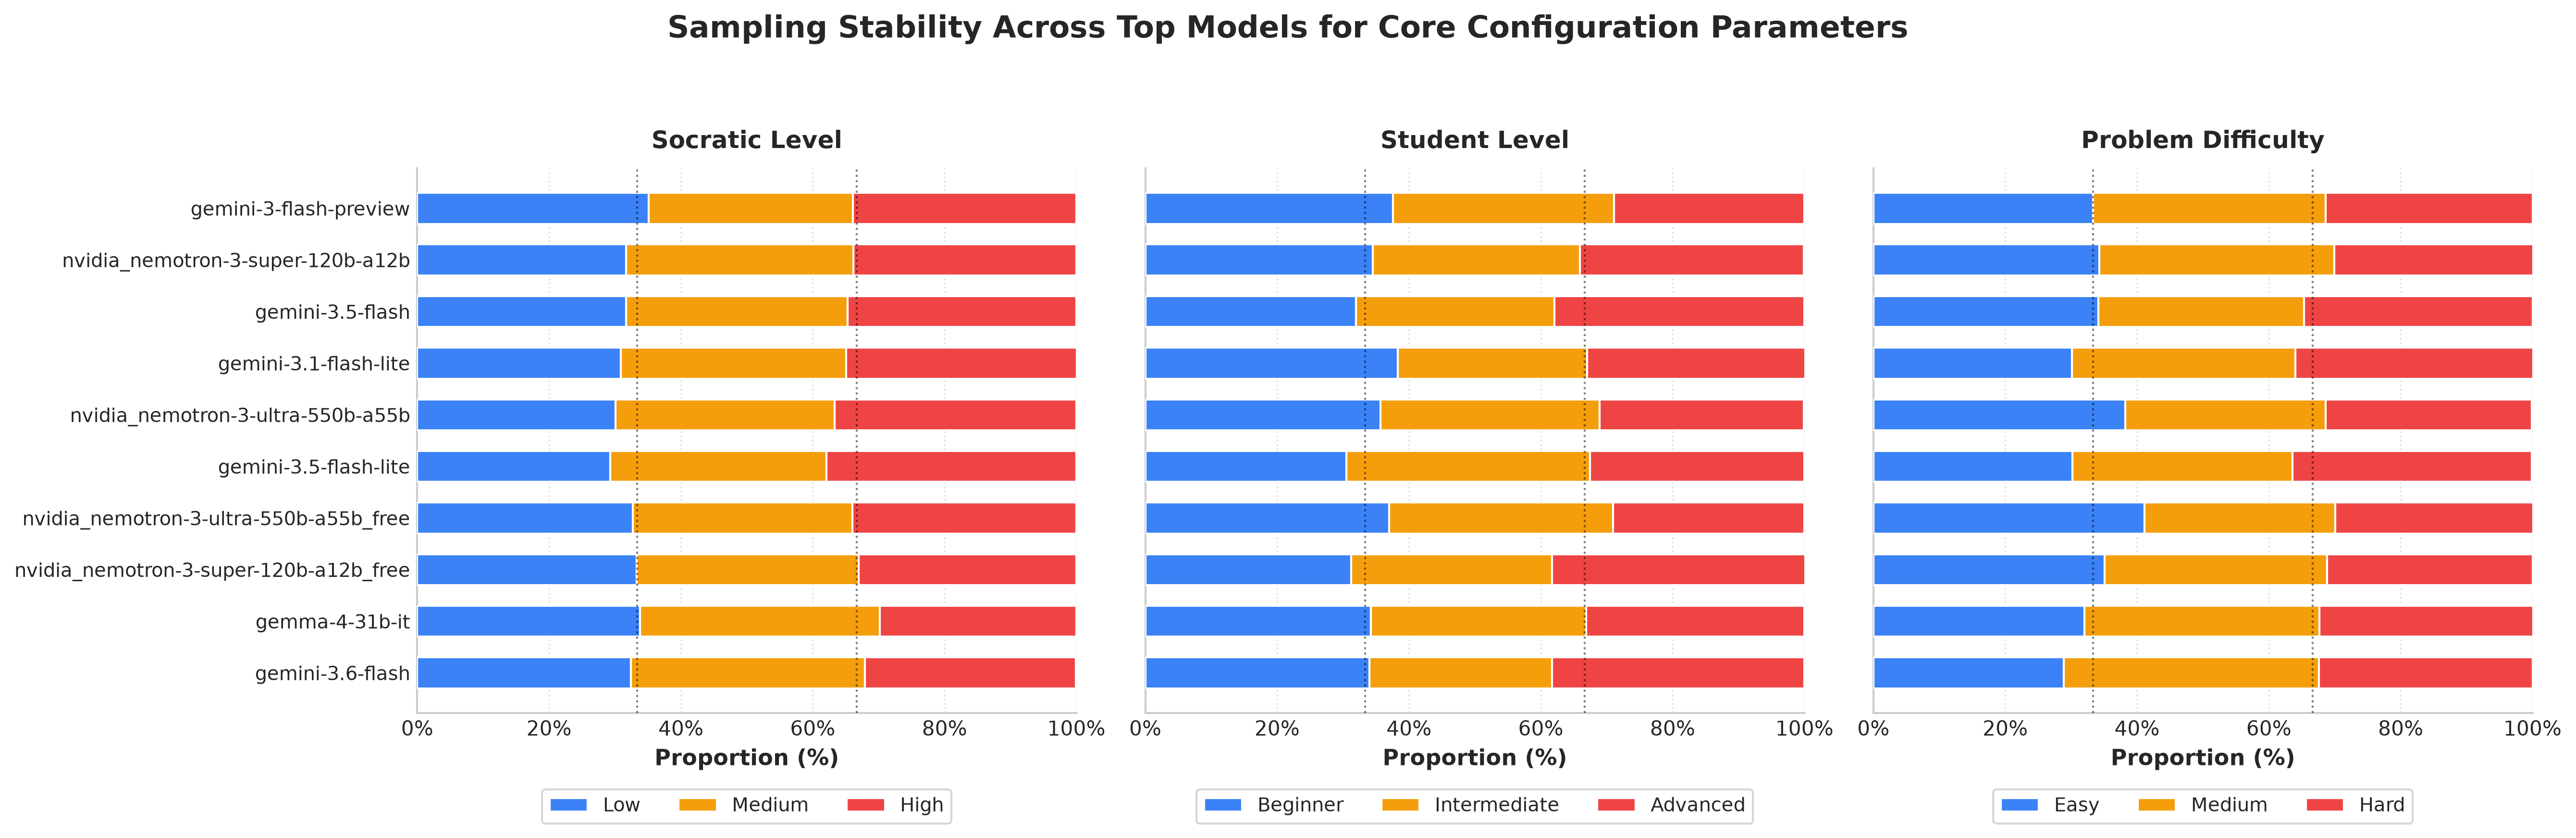 Sampling Stability Across Top Models for Core Configuration Parameters
Socratic Level
Student Level
Problem Difficulty
gemini-3-flash-preview
nvidia_nemotron-3-super-120b-a12b
gemini-3.5-flash
gemini-3.1-flash-lite
nvidia_nemotron-3-ultra-550b-a55b
gemini-3.5-flash-lite
nvidia_nemotron-3-ultra-550b-a55b_free
nvidia_nemotron-3-super-120b-a12b_free
gemma-4-31b-it
gemini-3.6-flash
0% 20% 40% 60% 80% 100%
0% 20% 40% 60% 80% 100%
0% 20% 40% 60% 80% 100%
Proportion (%)
Proportion (%)
Proportion (%)
Low Medium High
Beginner Intermediate Advanced
Easy Medium Hard